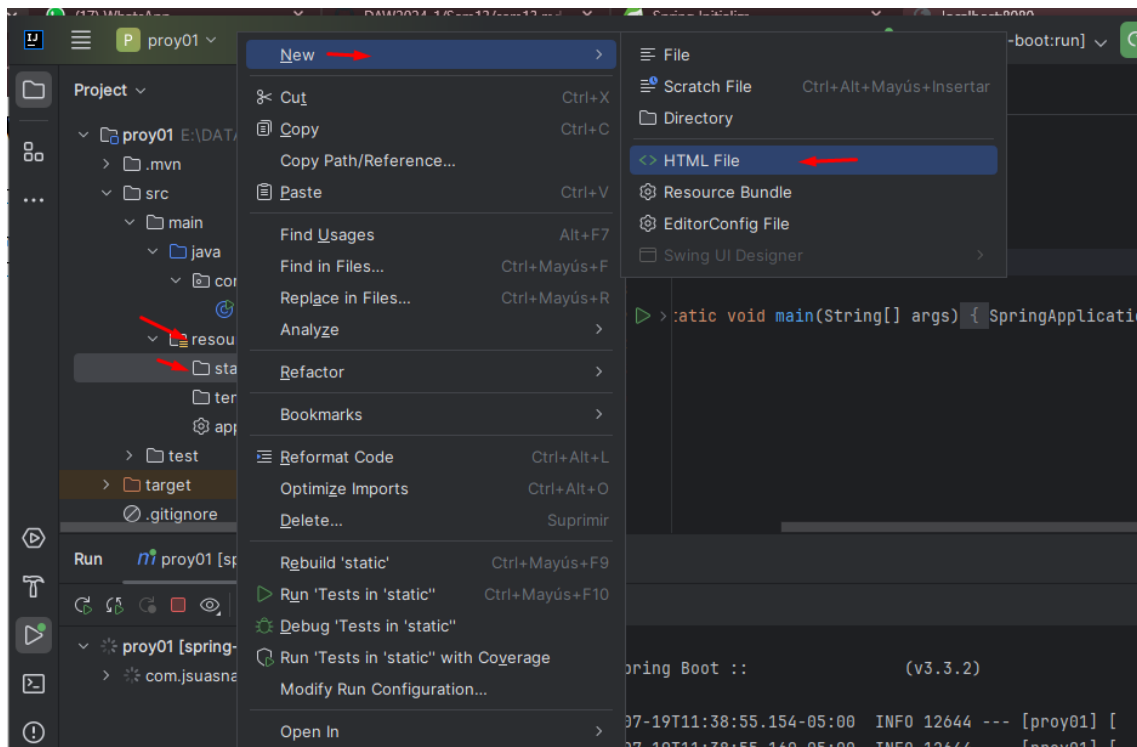 P proy01
-boot:run]
Project
proy01 E:\DAT
.mvn
src
main
java
resou
sta
app
test
target
.gitignore
New
Cut Ctrl+X
Copy Ctrl+C
Copy Path/Reference...
Paste Ctrl+V
Find Usages Alt+F7
Find in Files... Ctrl+Mayús+F
Replace in Files... Ctrl+Mayús+R
Analyze
Refactor
Bookmarks
Reformat Code Ctrl+Alt+L
Optimize Imports Ctrl+Alt+O
Delete... Suprimir
Rebuild 'static' Ctrl+Mayús+F9
Run 'Tests in 'static'' Ctrl+Mayús+F10
Debug 'Tests in 'static''
Run 'Tests in 'static'' with Coverage
Modify Run Configuration...
Open In
File
Scratch File Ctrl+Alt+Mayús+Insertar
Directory
HTML File
Resource Bundle
EditorConfig File
Swing UI Designer
tatic void main(String[] args) { SpringApplicatio
Run proy01 [sp
proy01 [spring-
com.jsuasna
pring Boot :: (v3.3.2)
07-19T11:38:55.154-05:00 INFO 12644 --- [proy01] [